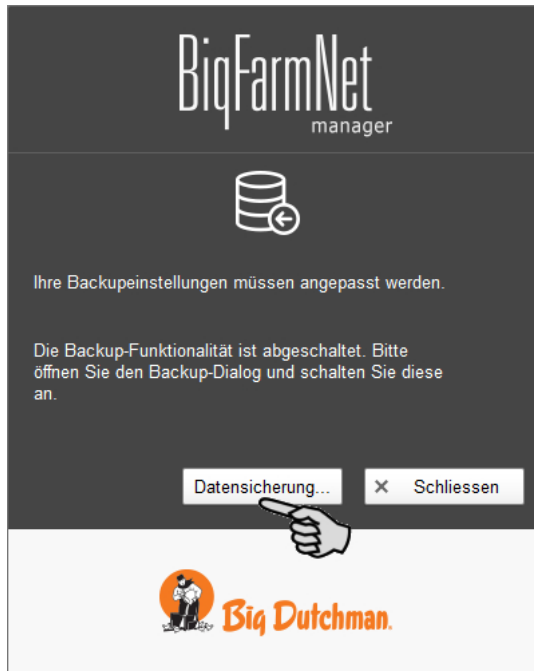 BigFarmNet
manager
Ihre Backupeinstellungen müssen angepasst werden.
Die Backup-Funktionalität ist abgeschaltet. Bitte
öffnen Sie den Backup-Dialog und schalten Sie diese
an.
Datensicherung... × Schliessen
Big Dutchman.